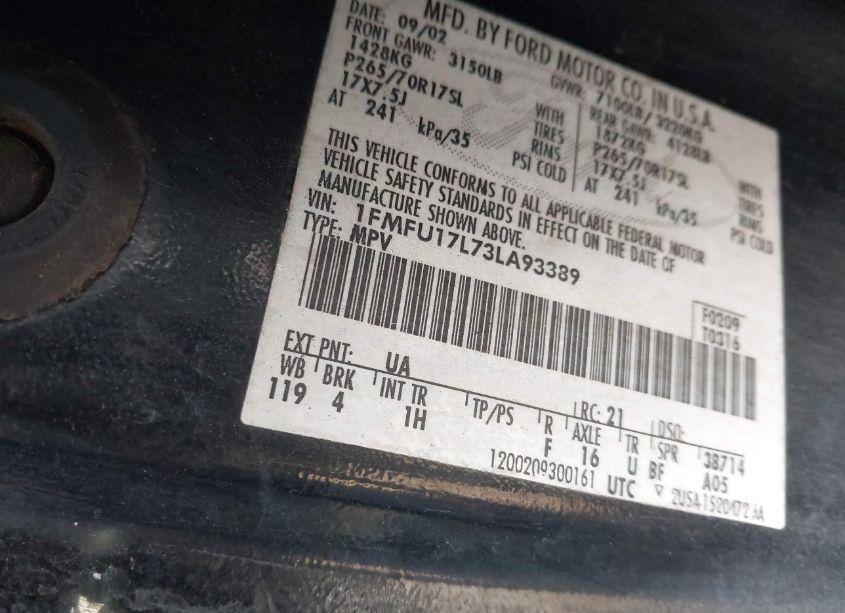 MFD. BY FORD MOTOR CO. IN U.S.A.
DATE: 09/02 GVWR: 7100LB/ 3220KG
FRONT GAWR: 3150LB REAR GAWR: 4128LB
1428KG WITH 1872KG WITH
P265/70R17SL TIRES P265/70R17SL TIRES
17X7.5J RIMS 17X7.5J RIMS
AT 241 kPa/35 PSI COLD AT 241 kPa/35 PSI COLD
THIS VEHICLE CONFORMS TO ALL APPLICABLE FEDERAL MOTOR
VEHICLE SAFETY STANDARDS IN EFFECT ON THE DATE OF
MANUFACTURE SHOWN ABOVE.
VIN: 1FMFU17L73LA93389
TYPE: MPV
F0209
T0316
EXT PNT: UA RC: 21 DSO:
WB BRK INT TR TP/PS R AXLE TR SPR 38714
119 4 1H F 16 U BF A05
1200209300161 UTC ▽ 2U5A1520472 AA